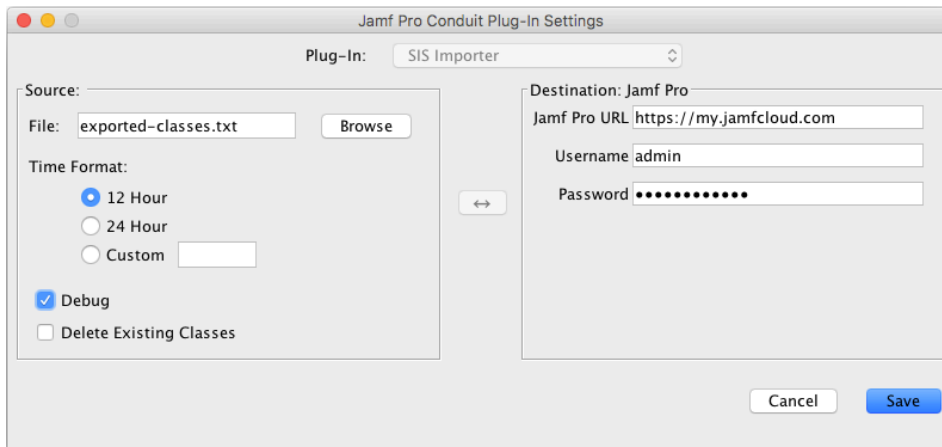 Jamf Pro Conduit Plug-In Settings
Plug-In: SIS Importer
Source:
File: exported-classes.txt Browse
Time Format:
12 Hour
24 Hour
Custom
Debug
Delete Existing Classes
↔
Destination: Jamf Pro
Jamf Pro URL https://my.jamfcloud.com
Username admin
Password ●●●●●●●●●●●●
Cancel Save